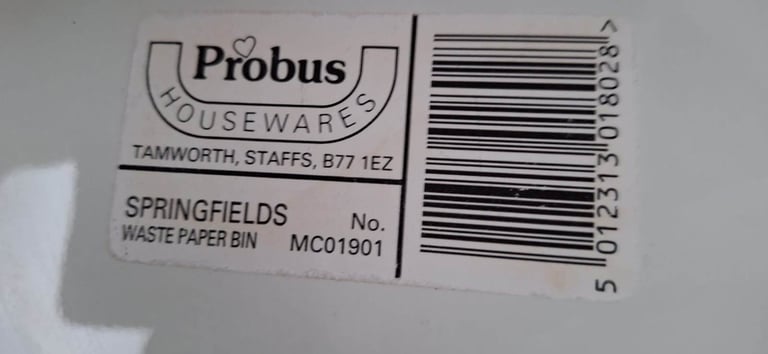 Probus
HOUSEWARES
TAMWORTH, STAFFS, B77 1EZ
SPRINGFIELDS
WASTE PAPER BIN
No.
MC01901
5 012313 018028 >